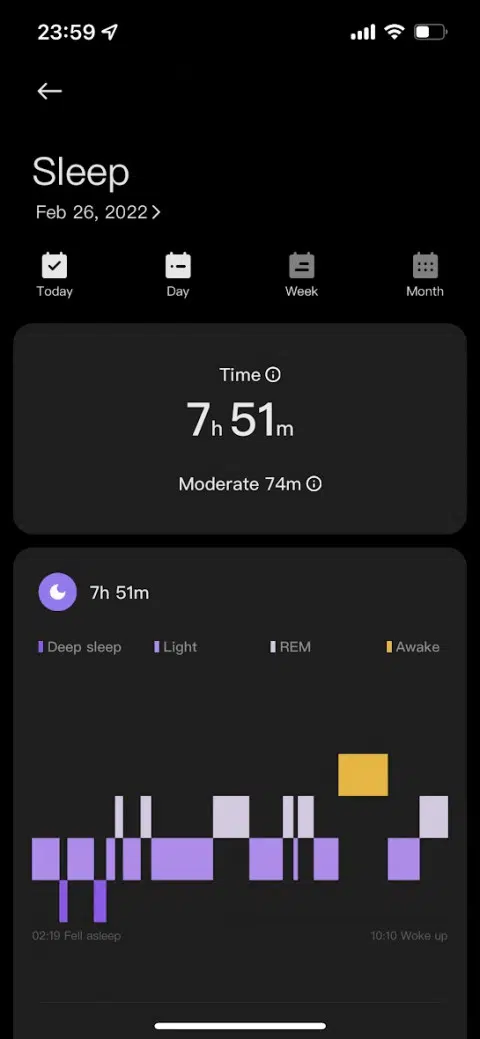 23:59
Sleep
Feb 26, 2022
Today Day Week Month
Time
7h 51m
Moderate 74m
7h 51m
Deep sleep Light REM Awake
02:19 Fell asleep 10:10 Woke up